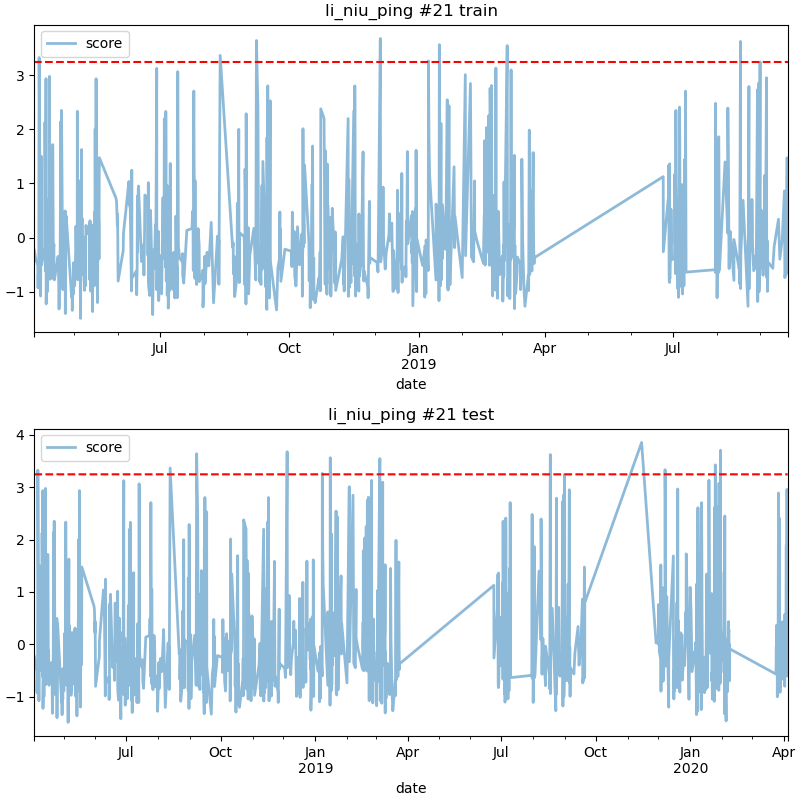 li_niu_ping #21 train
score
3
2
1
0
−1
Jul
Oct
Jan
2019
Apr
Jul
date
li_niu_ping #21 test
score
4
3
2
1
0
−1
Jul
Oct
Jan
2019
Apr
Jul
Oct
Jan
2020
Apr
date